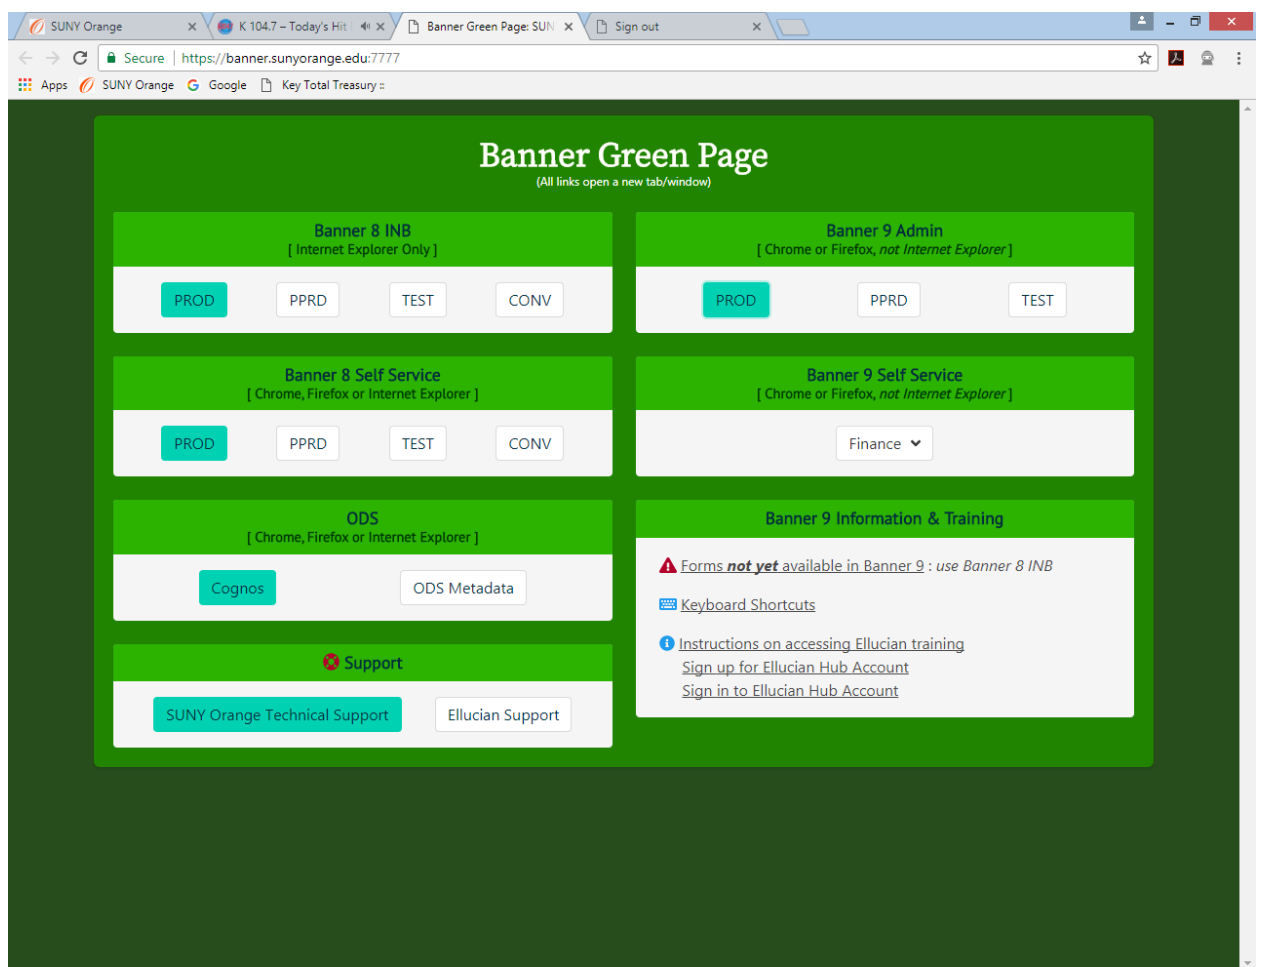 SUNY Orange
K 104.7 – Today's Hit
Banner Green Page: SUN
Sign out
Secure
https://banner.sunyorange.edu:7777
Apps
SUNY Orange
Google
Key Total Treasury ::
Banner Green Page
(All links open a new tab/window)
Banner 8 INB
[ Internet Explorer Only ]
PROD PPRD TEST CONV
Banner 9 Admin
[ Chrome or Firefox, not Internet Explorer ]
PROD PPRD TEST
Banner 8 Self Service
[ Chrome, Firefox or Internet Explorer ]
PROD PPRD TEST CONV
Banner 9 Self Service
[ Chrome or Firefox, not Internet Explorer ]
Finance
ODS
[ Chrome, Firefox or Internet Explorer ]
Cognos ODS Metadata
Banner 9 Information & Training
Forms not yet available in Banner 9 : use Banner 8 INB
Keyboard Shortcuts
Instructions on accessing Ellucian training
Sign up for Ellucian Hub Account
Sign in to Ellucian Hub Account
Support
SUNY Orange Technical Support Ellucian Support